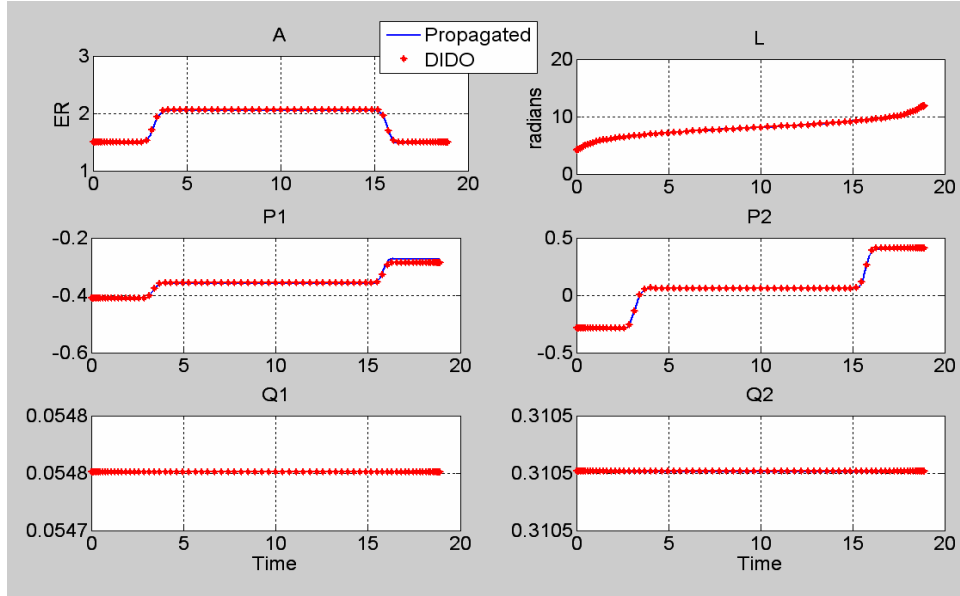 A
Propagated
DIDO
L
3
2
1
ER
0 5 10 15 20
20
10
0
radians
0 5 10 15 20
P1
-0.2
-0.4
-0.6
0 5 10 15 20
P2
0.5
0
-0.5
0 5 10 15 20
Q1
0.0548
0.0548
0.0547
0 5 10 15 20
Time
Q2
0.3105
0.3105
0.3105
0 5 10 15 20
Time